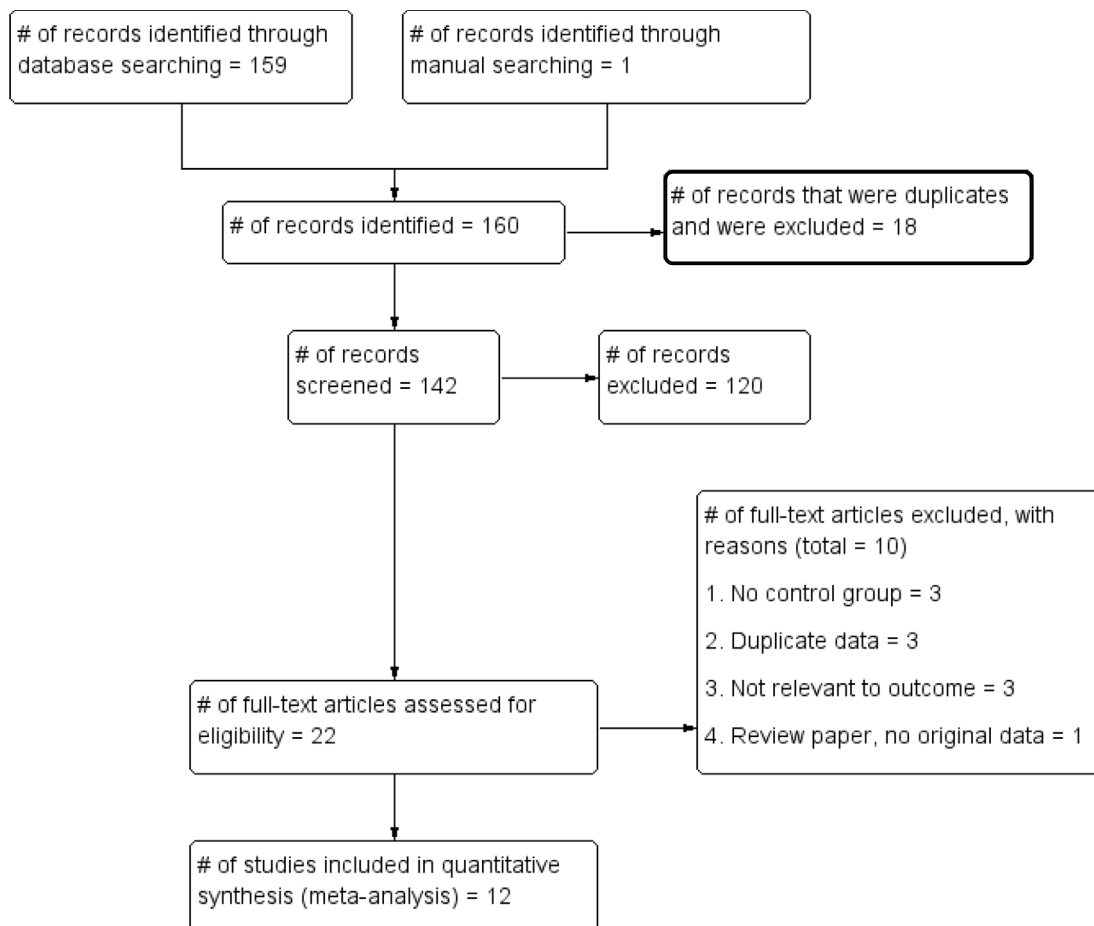 # of records identified through
database searching = 159
# of records identified through
manual searching = 1
# of records identified = 160
# of records that were duplicates
and were excluded = 18
# of records
screened = 142
# of records
excluded = 120
# of full-text articles excluded, with
reasons (total = 10)
1. No control group = 3
2. Duplicate data = 3
3. Not relevant to outcome = 3
4. Review paper, no original data = 1
# of full-text articles assessed for
eligibility = 22
# of studies included in quantitative
synthesis (meta-analysis) = 12